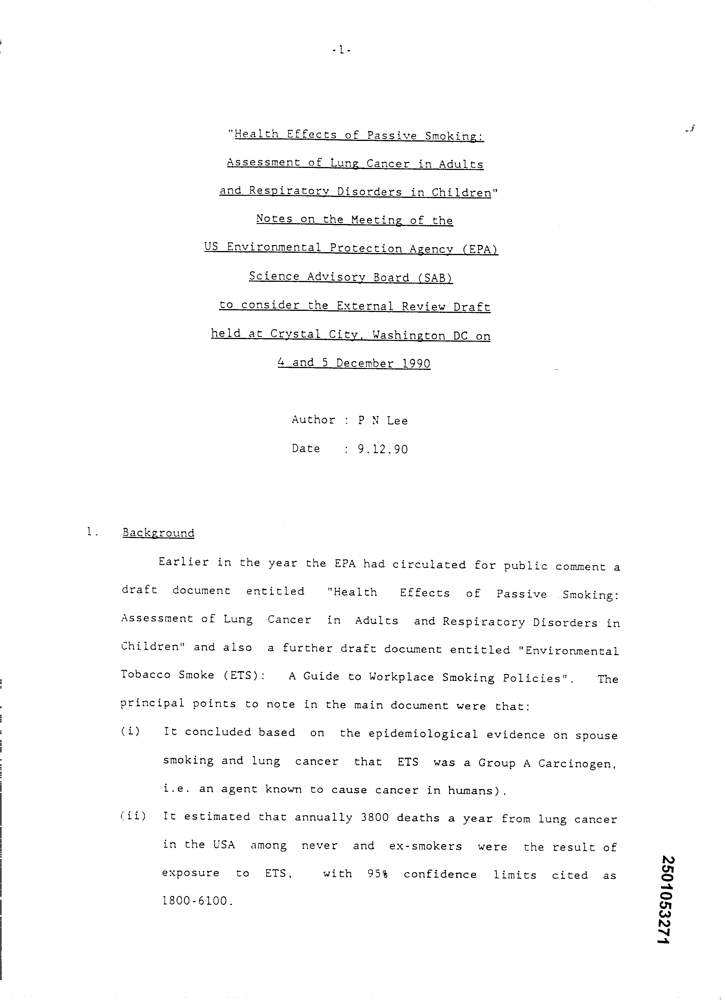 -1-
"Health Effects of Passive Smoking:
Assessment of Lung Cancer in Adults
and Respiratory Disorders in Children"
Notes on the Meeting of the
US Environmental Protection Agency (EPA)
Science Advisory Board (SAB)
to consider the External Review Draft
held at Crystal City, Washington DC on
4 and 5 December 1990
Author : P N Lee
Date : 9.12.90
1. Background
Earlier in the year the EPA had circulated for public comment a
draft document entitled "Health Effects of Passive Smoking:
Assessment of Lung Cancer in Adults and Respiratory Disorders in
Children" and also a further draft document entitled "Environmental
Tobacco Smoke (ETS): A Guide to Workplace Smoking Policies". The
principal points to note in the main document were that:
(i) It concluded based on the epidemiological evidence on spouse
smoking and lung cancer that ETS was a Group A Carcinogen,
i.e. an agent known to cause cancer in humans).
(ii) It estimated that annually 3800 deaths a year from lung cancer
in the USA among never and ex-smokers were the result of
exposure to ETS, with 95% confidence limits cited as
1800-6100.
2501053271